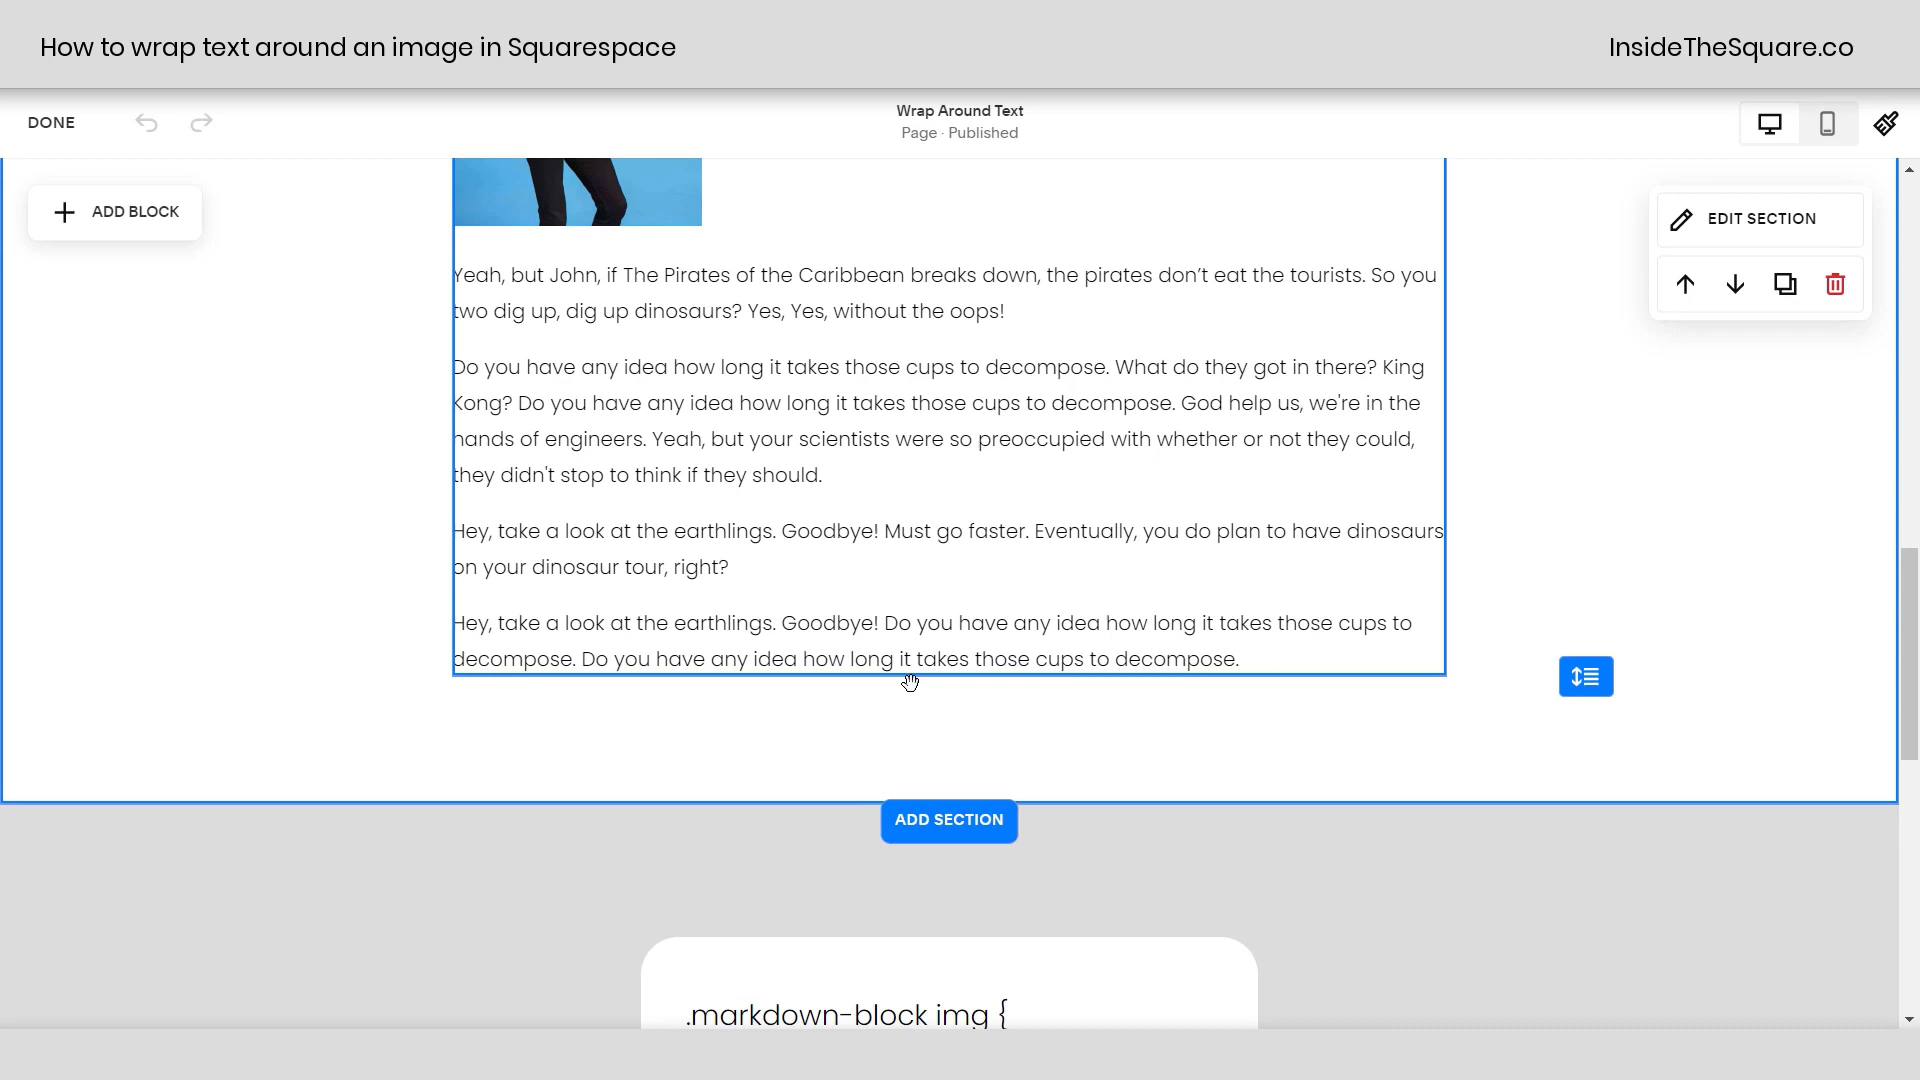 How to wrap text around an image in Squarespace
InsideTheSquare.co
DONE
Wrap Around Text
Page · Published
ADD BLOCK
EDIT SECTION
Yeah, but John, if The Pirates of the Caribbean breaks down, the pirates don’t eat the tourists. So you
two dig up, dig up dinosaurs? Yes, Yes, without the oops!
Do you have any idea how long it takes those cups to decompose. What do they got in there? King
Kong? Do you have any idea how long it takes those cups to decompose. God help us, we're in the
hands of engineers. Yeah, but your scientists were so preoccupied with whether or not they could,
they didn't stop to think if they should.
Hey, take a look at the earthlings. Goodbye! Must go faster. Eventually, you do plan to have dinosaurs
on your dinosaur tour, right?
Hey, take a look at the earthlings. Goodbye! Do you have any idea how long it takes those cups to
decompose. Do you have any idea how long it takes those cups to decompose.
ADD SECTION
.markdown-block img {